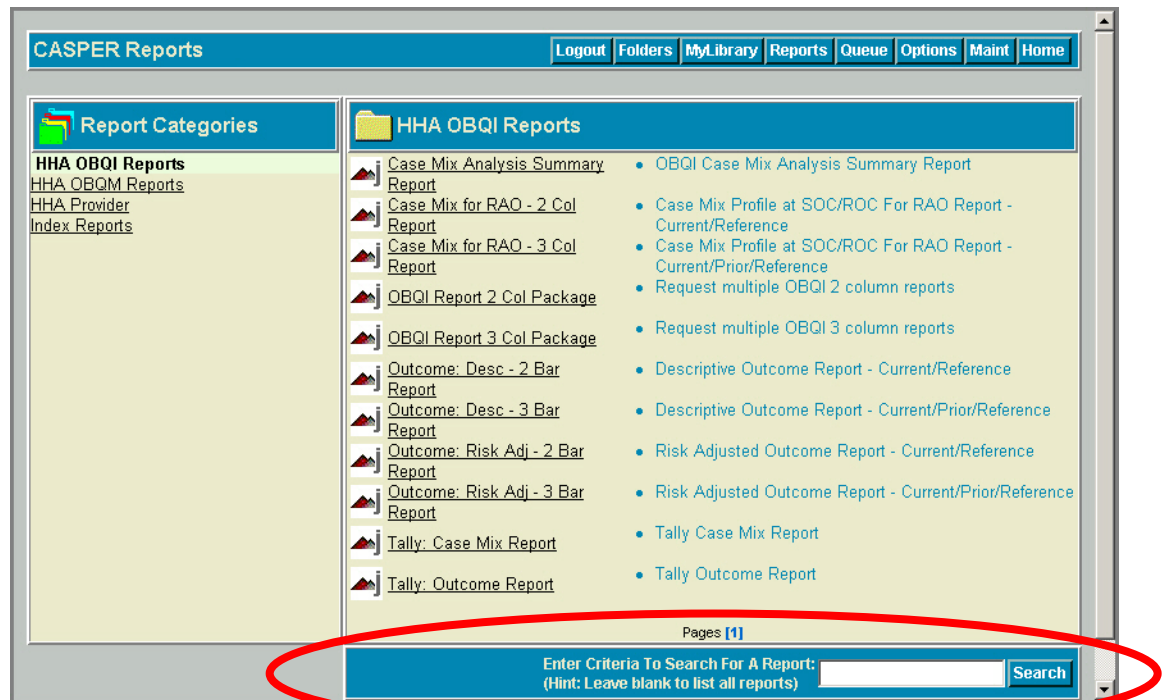 CASPER Reports
Logout Folders MyLibrary Reports Queue Options Maint Home
Report Categories
HHA OBQI Reports
HHA OBQM Reports
HHA Provider
Index Reports
HHA OBQI Reports
Case Mix Analysis Summary
Report
• OBQI Case Mix Analysis Summary Report
Case Mix for RAO - 2 Col
Report
• Case Mix Profile at SOC/ROC For RAO Report -
Current/Reference
Case Mix for RAO - 3 Col
Report
• Case Mix Profile at SOC/ROC For RAO Report -
Current/Prior/Reference
OBQI Report 2 Col Package
• Request multiple OBQI 2 column reports
OBQI Report 3 Col Package
• Request multiple OBQI 3 column reports
Outcome: Desc - 2 Bar
Report
• Descriptive Outcome Report - Current/Reference
Outcome: Desc - 3 Bar
Report
• Descriptive Outcome Report - Current/Prior/Reference
Outcome: Risk Adj - 2 Bar
Report
• Risk Adjusted Outcome Report - Current/Reference
Outcome: Risk Adj - 3 Bar
Report
• Risk Adjusted Outcome Report - Current/Prior/Reference
Tally: Case Mix Report
• Tally Case Mix Report
Tally: Outcome Report
• Tally Outcome Report
Pages [1]
Enter Criteria To Search For A Report:
(Hint: Leave blank to list all reports)
Search